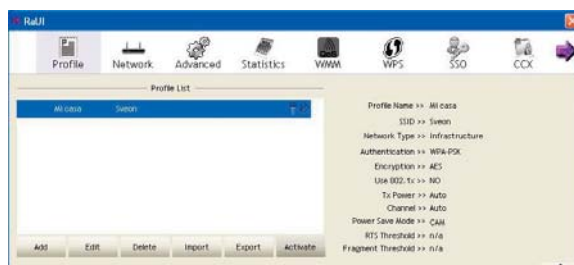 RaUI
Profile Network Advanced Statistics WMM WPS SSO CCX
Profile List
Mi casa Sveon
Profile Name >> Mi casa
SSID >> Sveon
Network Type >> Infrastructure
Authentication >> WPA-PSK
Encryption >> AES
Use 802.1x >> NO
Tx Power >> Auto
Channel >> Auto
Power Save Mode >> CAM
RTS Threshold >> n/a
Fragment Threshold >> n/a
Add Edit Delete Import Export Activate